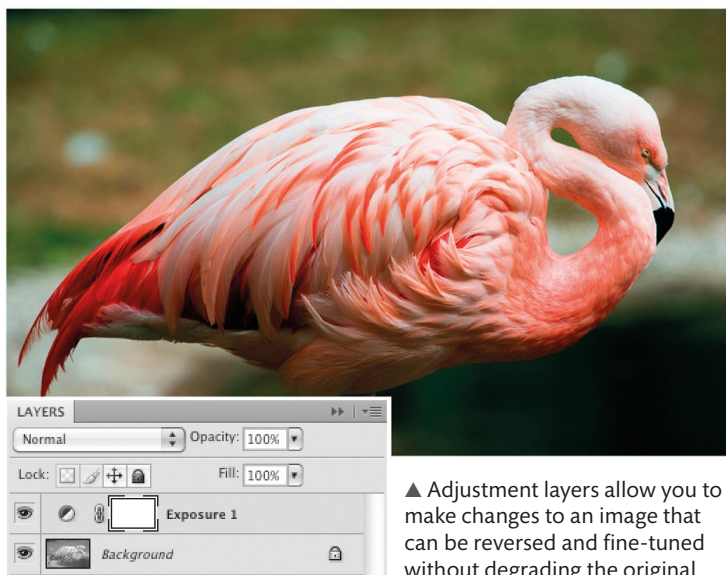 LAYERS
Normal Opacity: 100%
Lock: Fill: 100%
Exposure 1
Background
▲ Adjustment layers allow you to
make changes to an image that
can be reversed and fine-tuned
without degrading the original